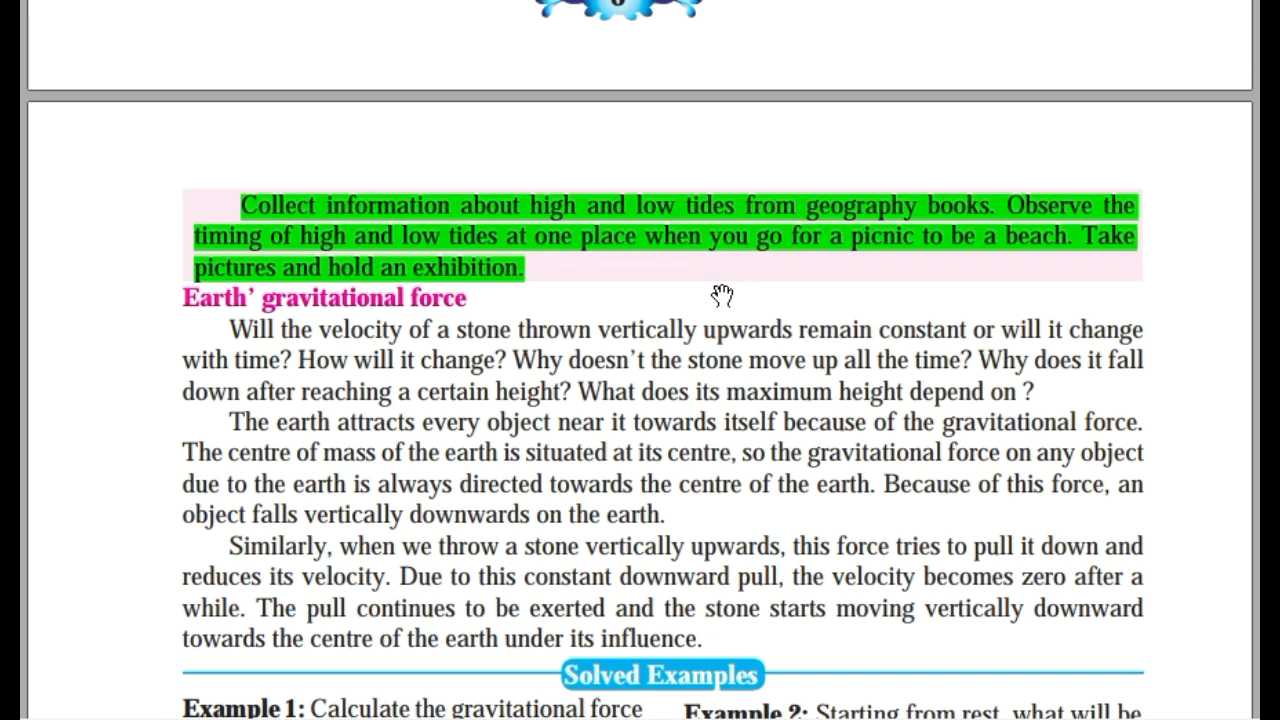 6
Collect information about high and low tides from geography books. Observe the
timing of high and low tides at one place when you go for a picnic to be a beach. Take
pictures and hold an exhibition.
Earth’ gravitational force
Will the velocity of a stone thrown vertically upwards remain constant or will it change
with time? How will it change? Why doesn’t the stone move up all the time? Why does it fall
down after reaching a certain height? What does its maximum height depend on ?
The earth attracts every object near it towards itself because of the gravitational force.
The centre of mass of the earth is situated at its centre, so the gravitational force on any object
due to the earth is always directed towards the centre of the earth. Because of this force, an
object falls vertically downwards on the earth.
Similarly, when we throw a stone vertically upwards, this force tries to pull it down and
reduces its velocity. Due to this constant downward pull, the velocity becomes zero after a
while. The pull continues to be exerted and the stone starts moving vertically downward
towards the centre of the earth under its influence.
Solved Examples
Example 1: Calculate the gravitational force
Example 2: Starting from rest, what will be